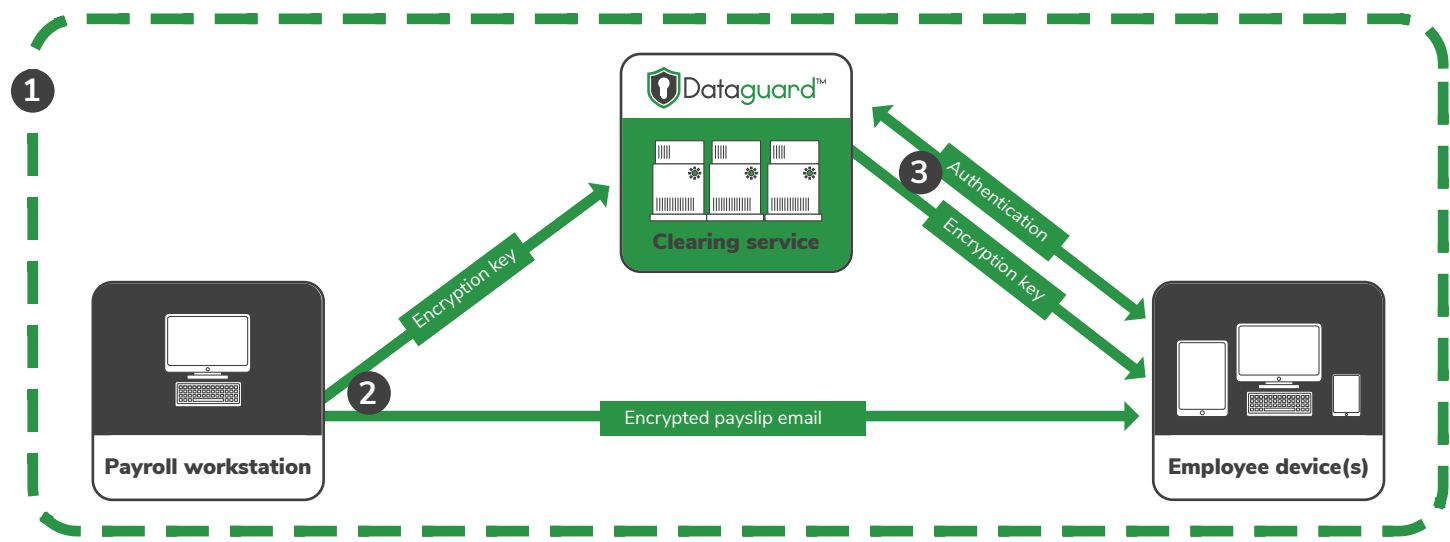 1
Dataguard™
3
Authentication
Encryption key
Clearing service
Encryption key
2
Encrypted payslip email
Payroll workstation
Employee device(s)